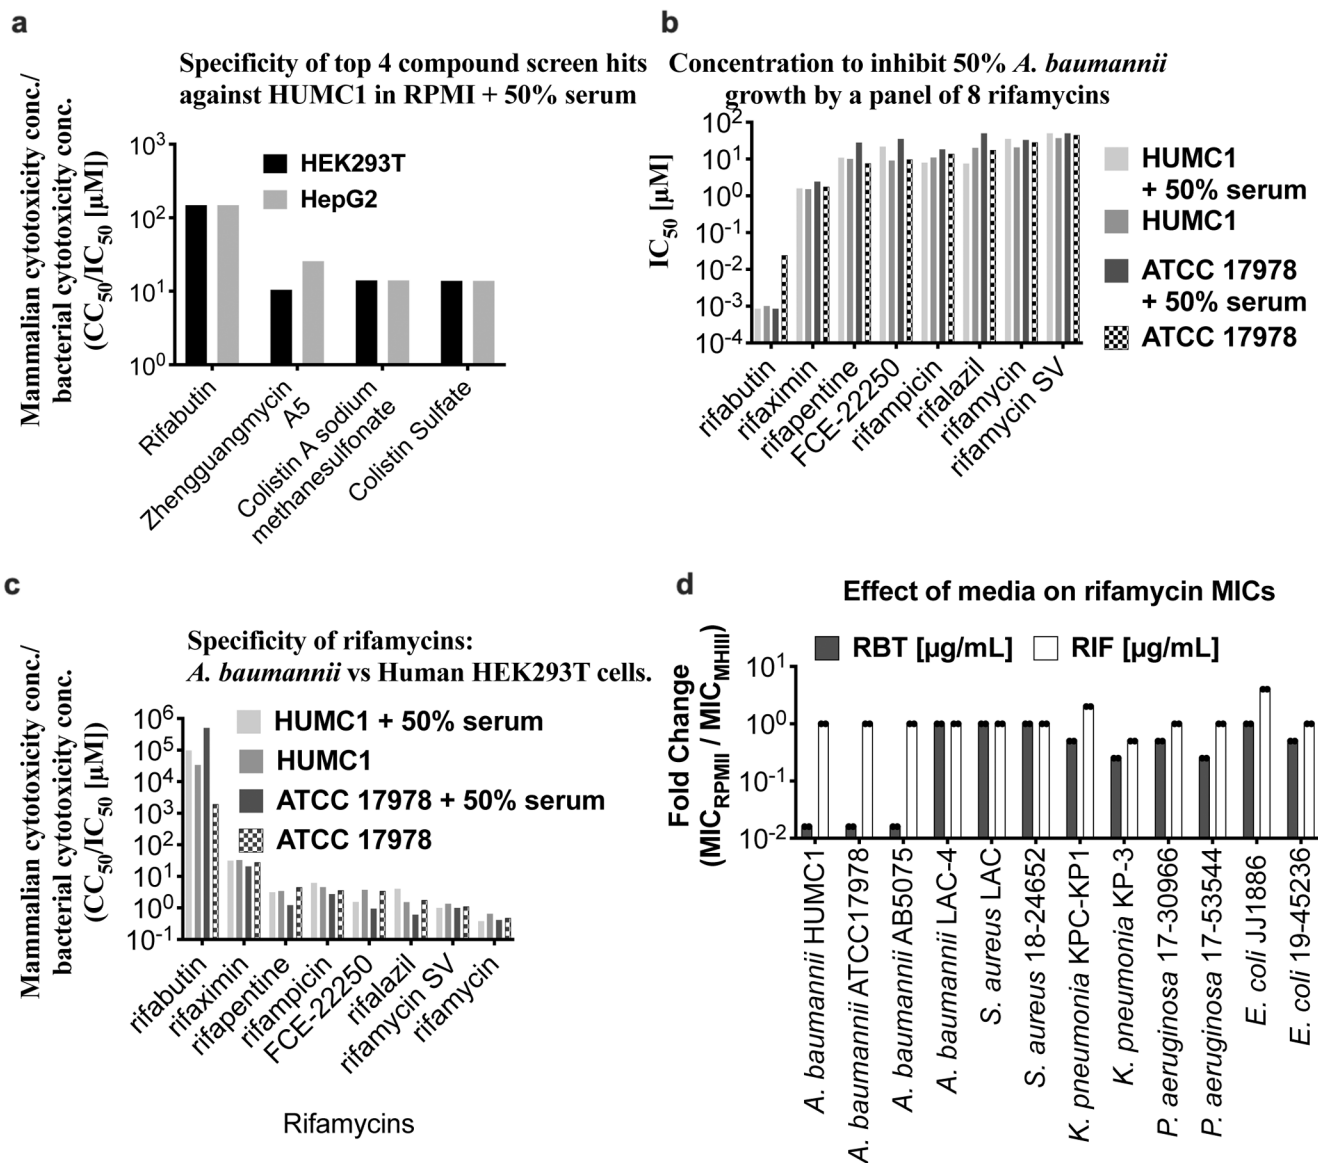 a
Specificity of top 4 compound screen hits
against HUMC1 in RPMI + 50% serum
Mammalian cytotoxicity conc./
bacterial cytotoxicity conc.
(CC50/IC50 [µM])
10³
10²
10¹
10⁰
HEK293T
HepG2
Rifabutin
Zhengguangmycin
A5
Colistin A sodium
methanesulfonate
Colistin Sulfate
b
Concentration to inhibit 50% A. baumannii
growth by a panel of 8 rifamycins
IC50 [µM]
10²
10¹
10⁰
10⁻¹
10⁻²
10⁻³
10⁻⁴
HUMC1
+ 50% serum
HUMC1
ATCC 17978
+ 50% serum
ATCC 17978
rifabutin
rifaximin
rifapentine
FCE-22250
rifampicin
rifalazil
rifamycin
rifamycin SV
c
Specificity of rifamycins:
A. baumannii vs Human HEK293T cells.
Mammalian cytotoxicity conc./
bacterial cytotoxicity conc.
(CC50/IC50 [µM])
10⁶
10⁵
10⁴
10³
10²
10¹
10⁰
10⁻¹
HUMC1 + 50% serum
HUMC1
ATCC 17978 + 50% serum
ATCC 17978
rifabutin
rifaximin
rifapentine
rifampicin
FCE-22250
rifalazil
rifamycin SV
rifamycin
Rifamycins
d
Effect of media on rifamycin MICs
Fold Change
(MICRPMII / MICMHIII)
10¹
10⁰
10⁻¹
10⁻²
RBT [µg/mL]
RIF [µg/mL]
A. baumannii HUMC1
A. baumannii ATCC17978
A. baumannii AB5075
A. baumannii LAC-4
S. aureus LAC
S. aureus 18-24652
K. pneumonia KPC-KP1
K. pneumonia KP-3
P. aeruginosa 17-30966
P. aeruginosa 17-53544
E. coli JJ1886
E. coli 19-45236